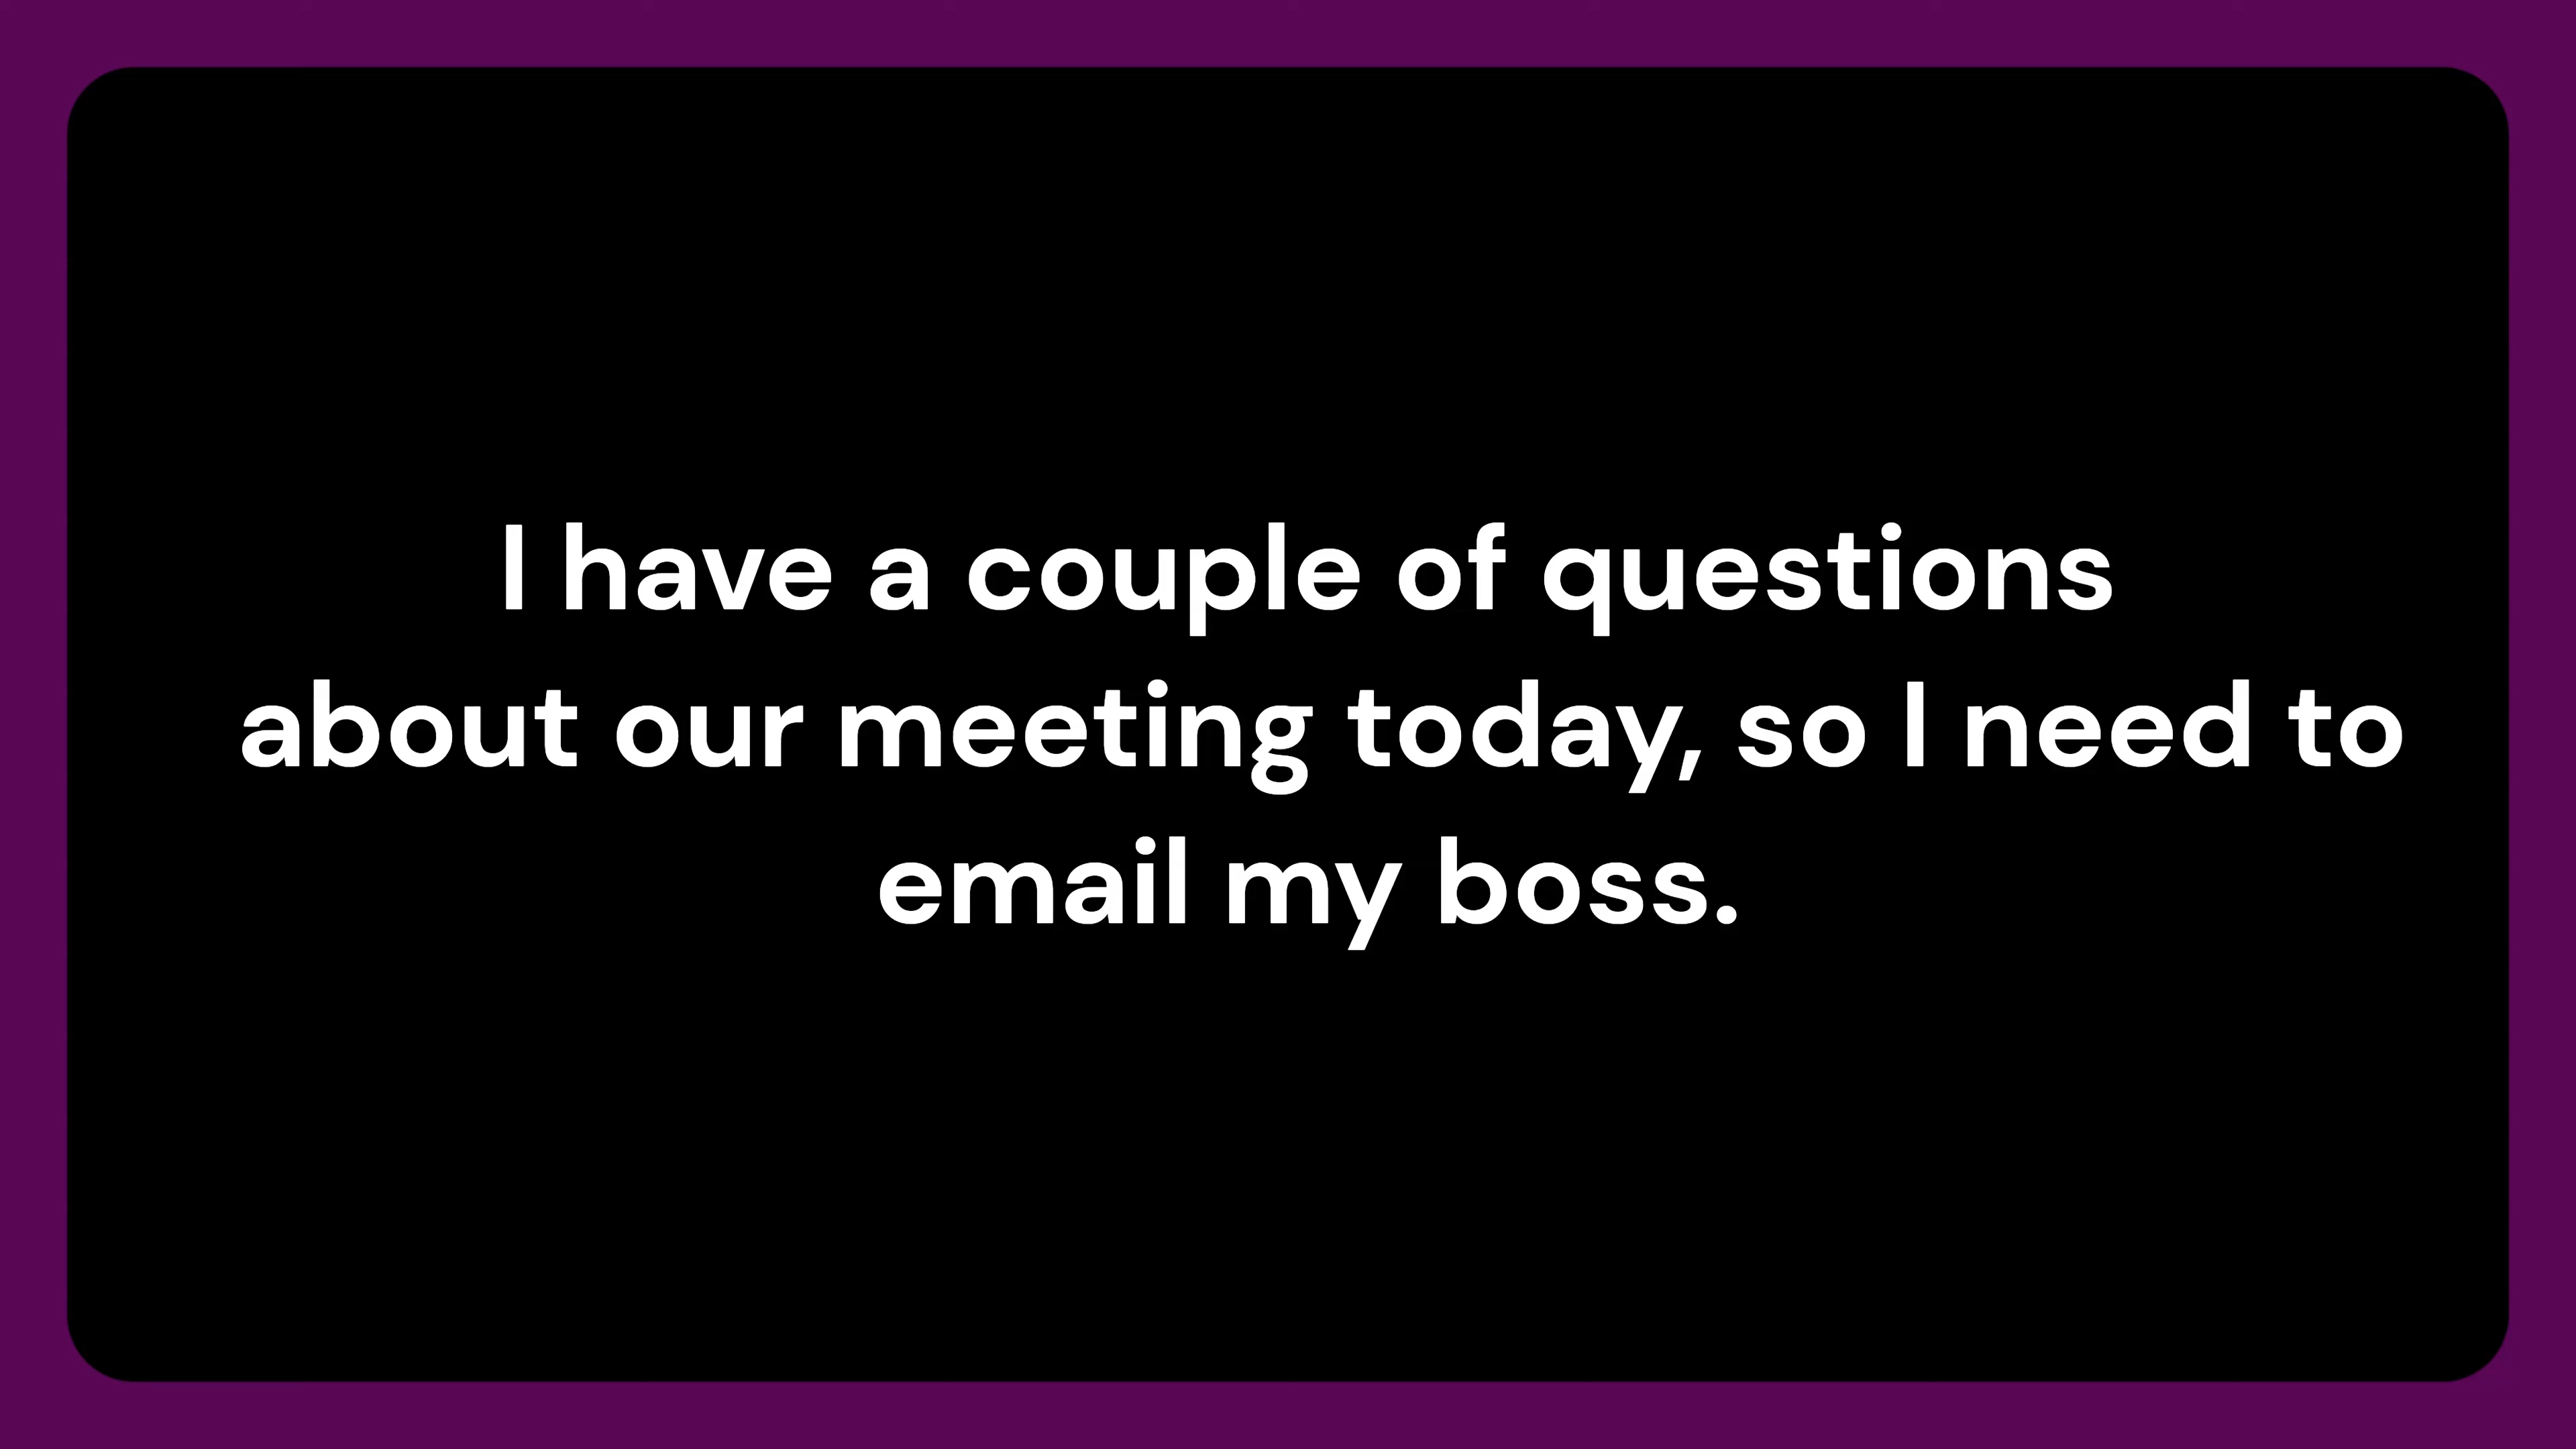 I have a couple of questions
about our meeting today, so I need to
email my boss.